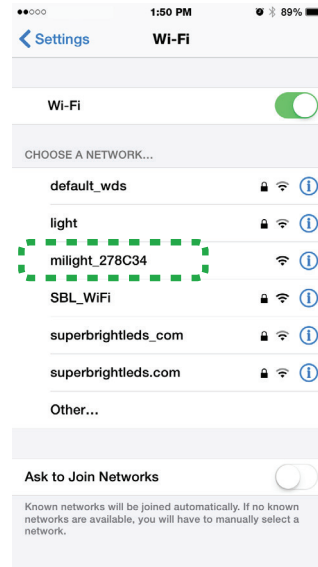 1:50 PM 89%
Settings Wi-Fi
Wi-Fi
CHOOSE A NETWORK...
default_wds
light
milight_278C34
SBL_WiFi
superbrightleds_com
superbrightleds.com
Other...
Ask to Join Networks
Known networks will be joined automatically. If no known
networks are available, you will have to manually select a
network.